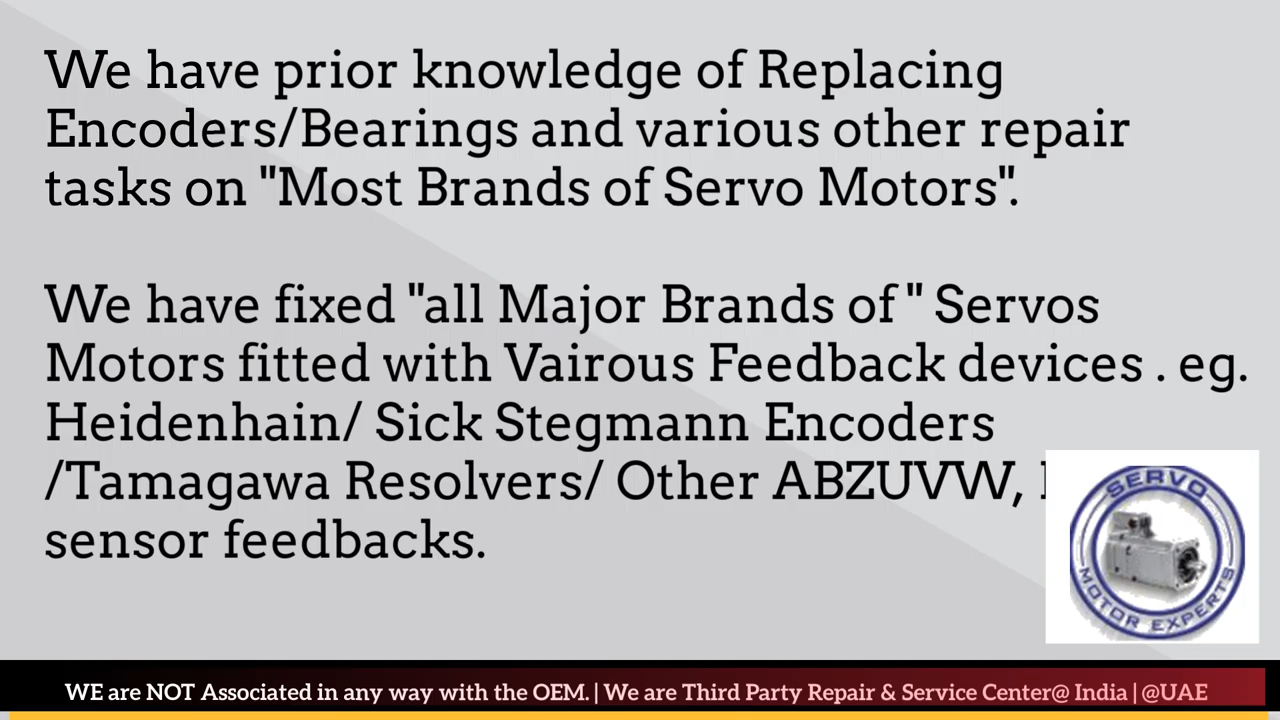 We have prior knowledge of Replacing
Encoders/Bearings and various other repair
tasks on "Most Brands of Servo Motors".
We have fixed "all Major Brands of " Servos
Motors fitted with Vairous Feedback devices . eg.
Heidenhain/ Sick Stegmann Encoders
/Tamagawa Resolvers/ Other ABZUVW,
sensor feedbacks.
SERVO
MOTOR EXPERTS
WE are NOT Associated in any way with the OEM. | We are Third Party Repair & Service Center@ India | @UAE